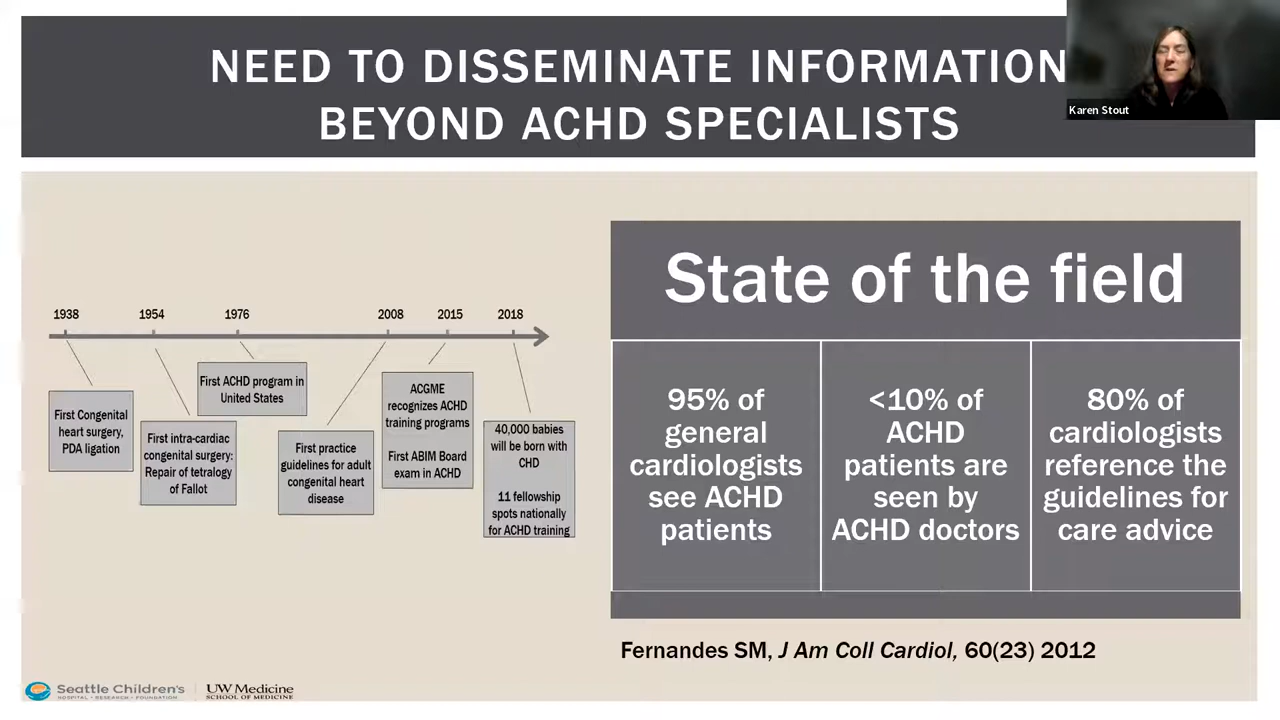 NEED TO DISSEMINATE INFORMATION
BEYOND ACHD SPECIALISTS
Karen Stout
1938
1954
1976
2008
2015
2018
First Congenital
heart surgery,
PDA ligation
First intra-cardiac
congenital surgery:
Repair of tetralogy
of Fallot
First ACHD program in
United States
First practice
guidelines for adult
congenital heart
disease
ACGME
recognizes ACHD
training programs
First ABIM Board
exam in ACHD
40,000 babies
will be born with
CHD
11 fellowship
spots nationally
for ACHD training
State of the field
95% of
general
cardiologists
see ACHD
patients
<10% of
ACHD
patients are
seen by
ACHD doctors
80% of
cardiologists
reference the
guidelines for
care advice
Fernandes SM, J Am Coll Cardiol, 60(23) 2012
Seattle Children's
HOSPITAL • RESEARCH • FOUNDATION
UW Medicine
SCHOOL OF MEDICINE